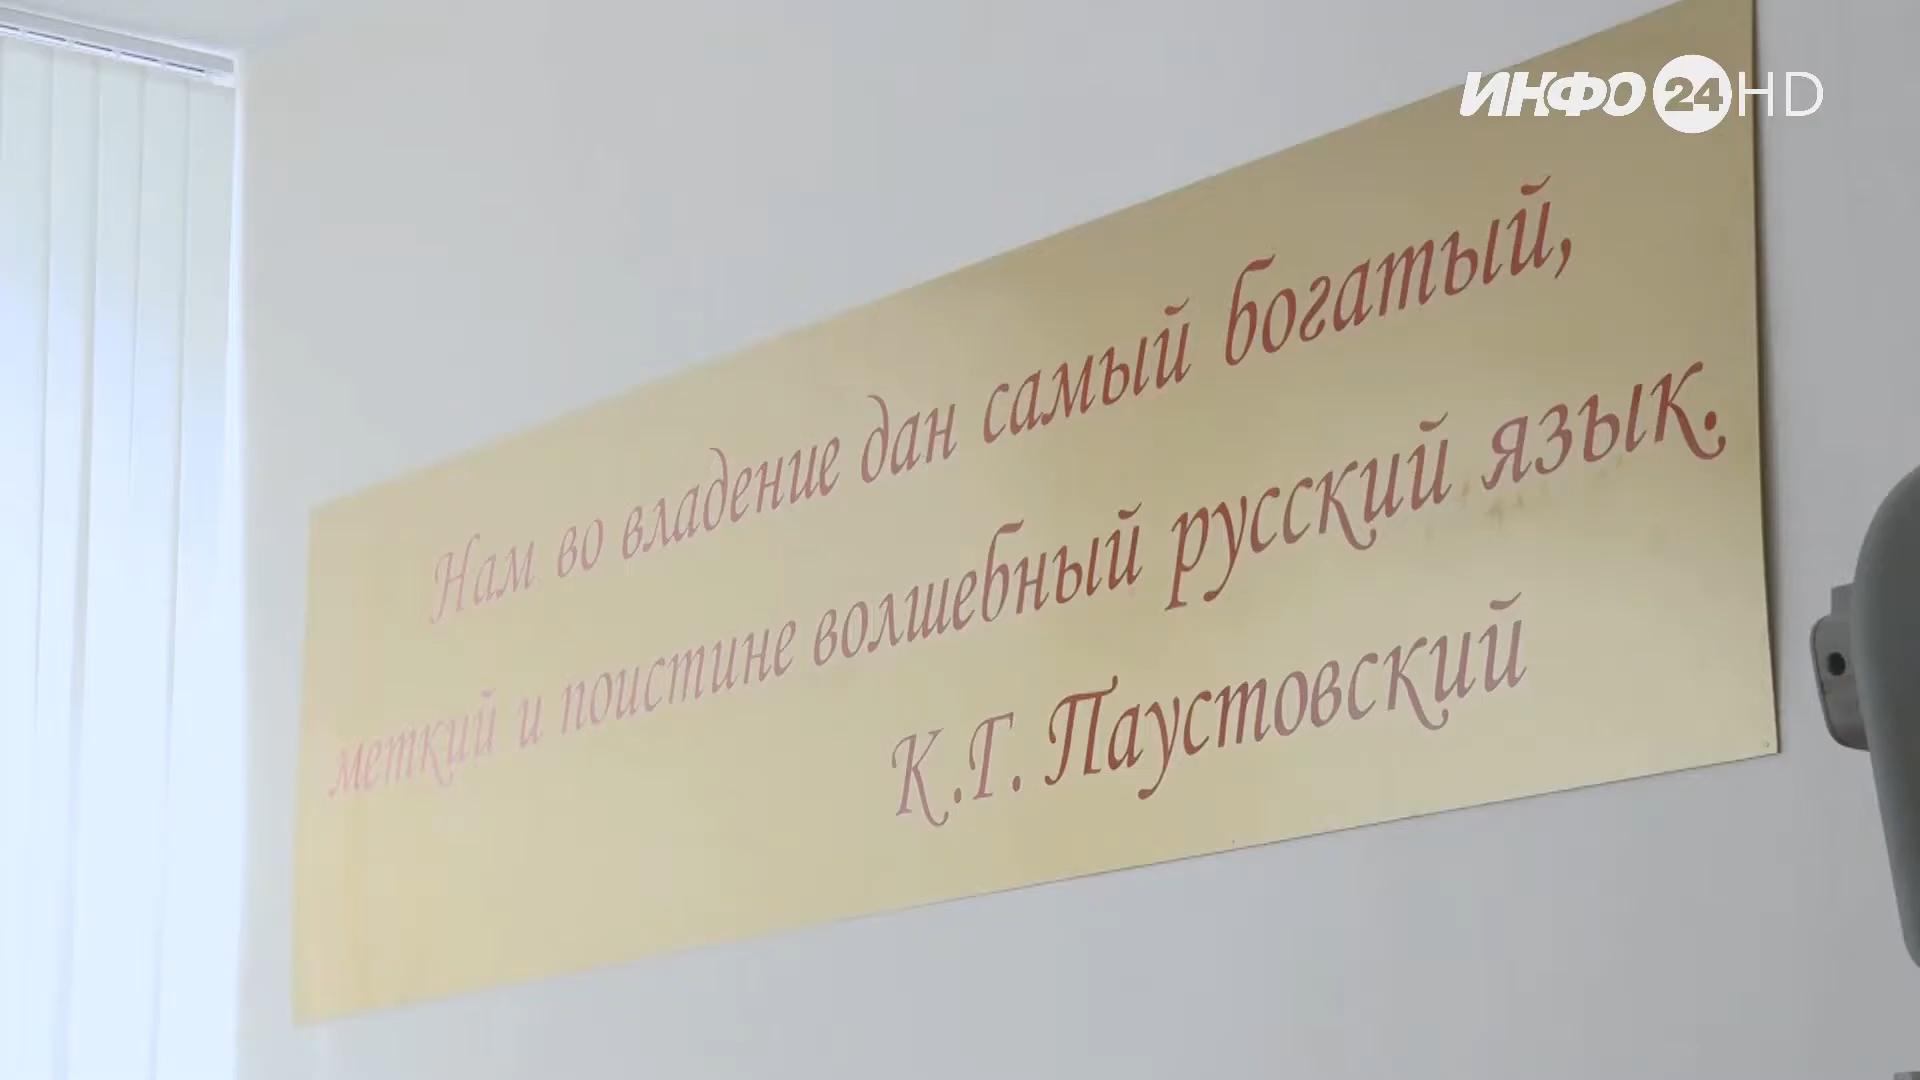 ИНФО 24 HD
Нам во владение дан самый богатый,
меткий и поистине волшебный русский язык.
К.Г. Паустовский